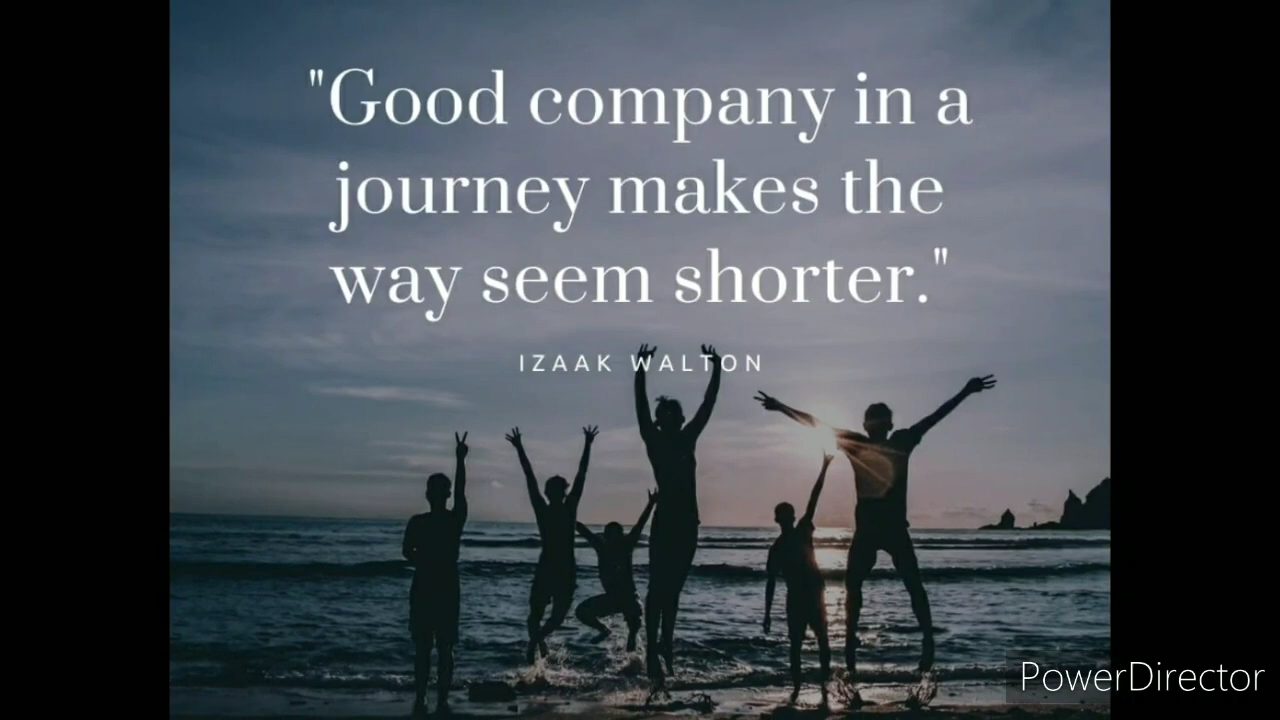 "Good company in a
journey makes the
way seem shorter."
IZAAK WALTON
PowerDirector